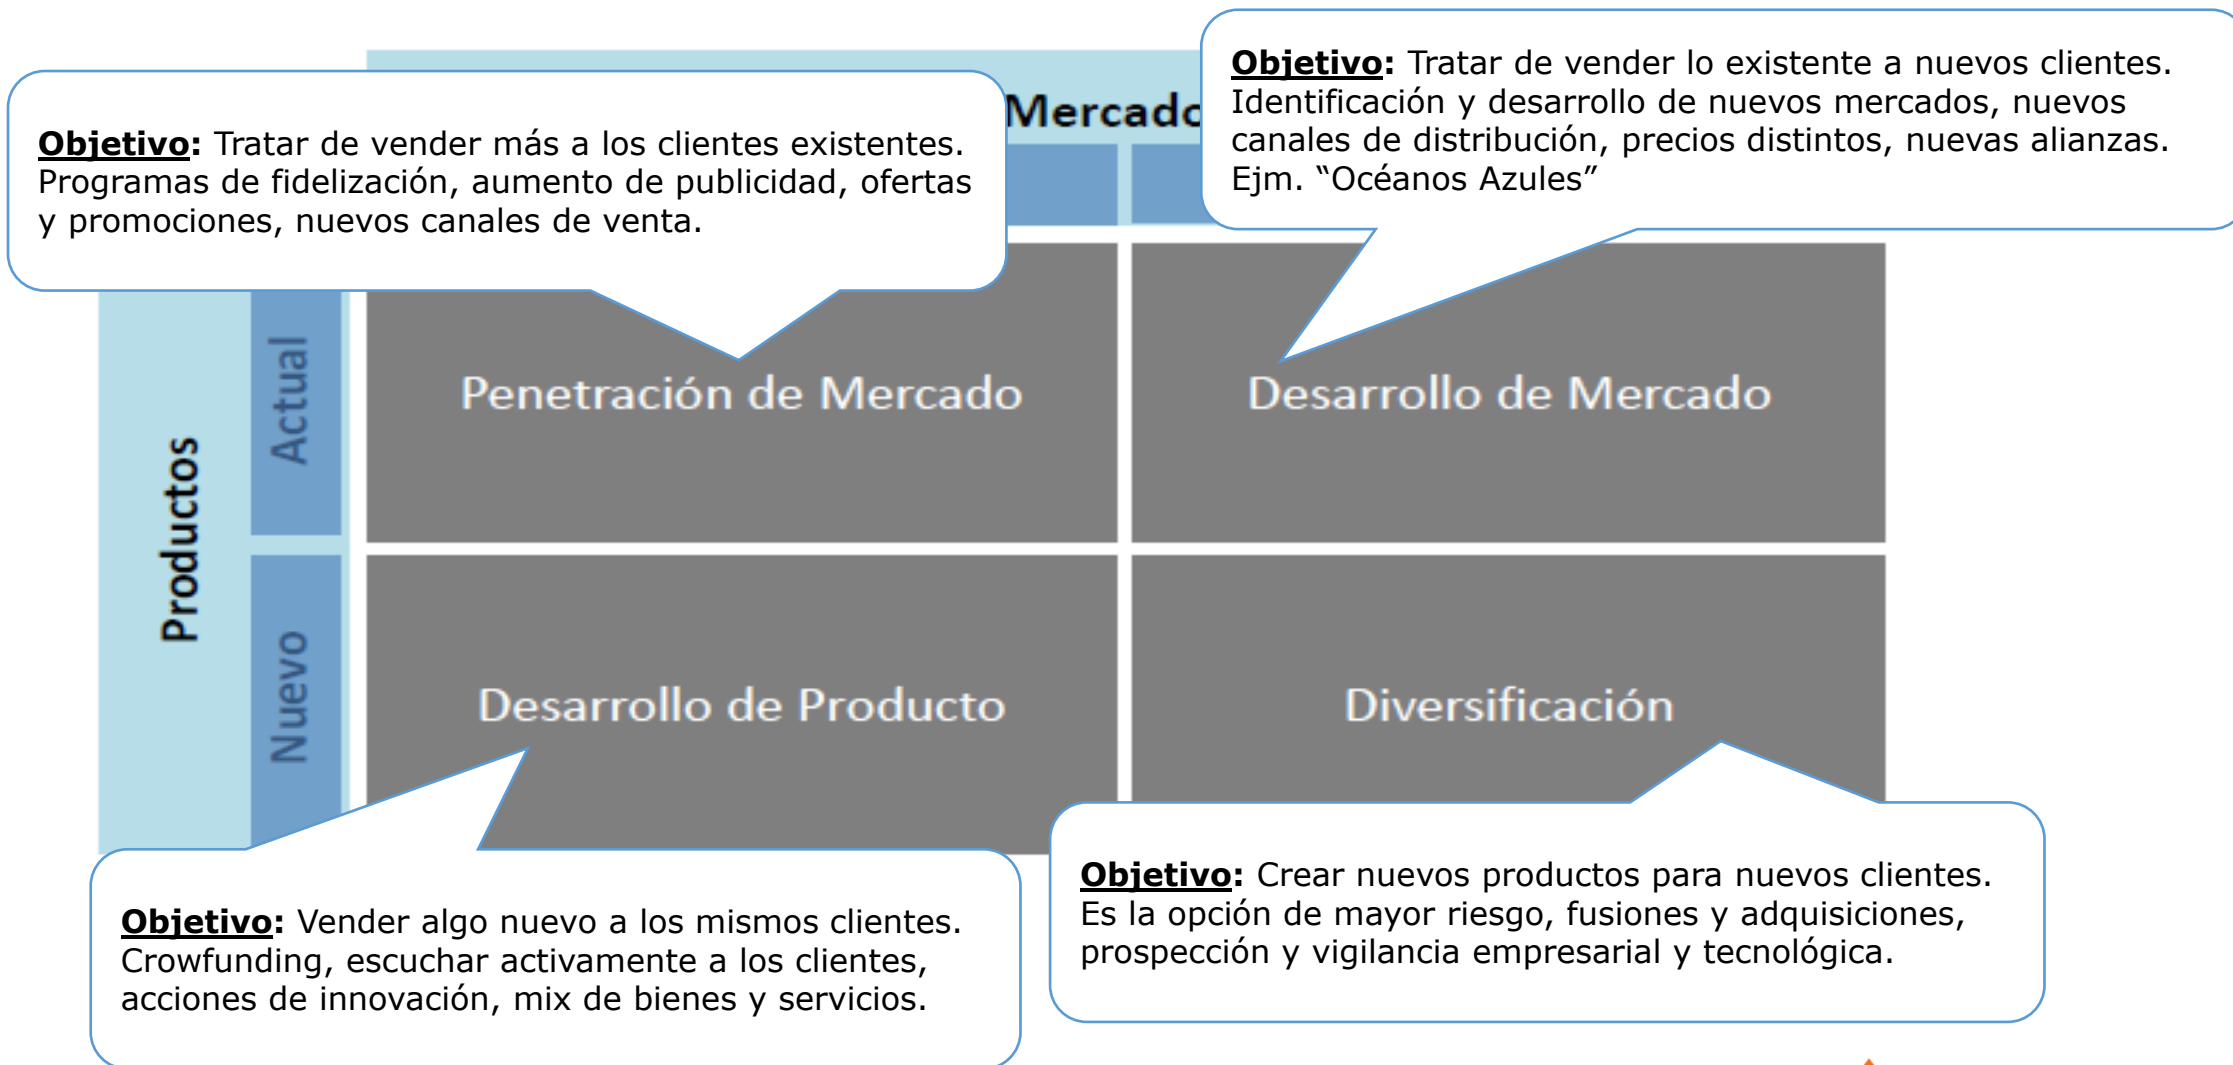 Objetivo: Tratar de vender más a los clientes existentes.
Programas de fidelización, aumento de publicidad, ofertas
y promociones, nuevos canales de venta.
Mercado
Objetivo: Tratar de vender lo existente a nuevos clientes.
Identificación y desarrollo de nuevos mercados, nuevos
canales de distribución, precios distintos, nuevas alianzas.
Ejm. “Océanos Azules”
Productos
Actual
Penetración de Mercado
Desarrollo de Mercado
Nuevo
Desarrollo de Producto
Diversificación
Objetivo: Vender algo nuevo a los mismos clientes.
Crowfunding, escuchar activamente a los clientes,
acciones de innovación, mix de bienes y servicios.
Objetivo: Crear nuevos productos para nuevos clientes.
Es la opción de mayor riesgo, fusiones y adquisiciones,
prospección y vigilancia empresarial y tecnológica.